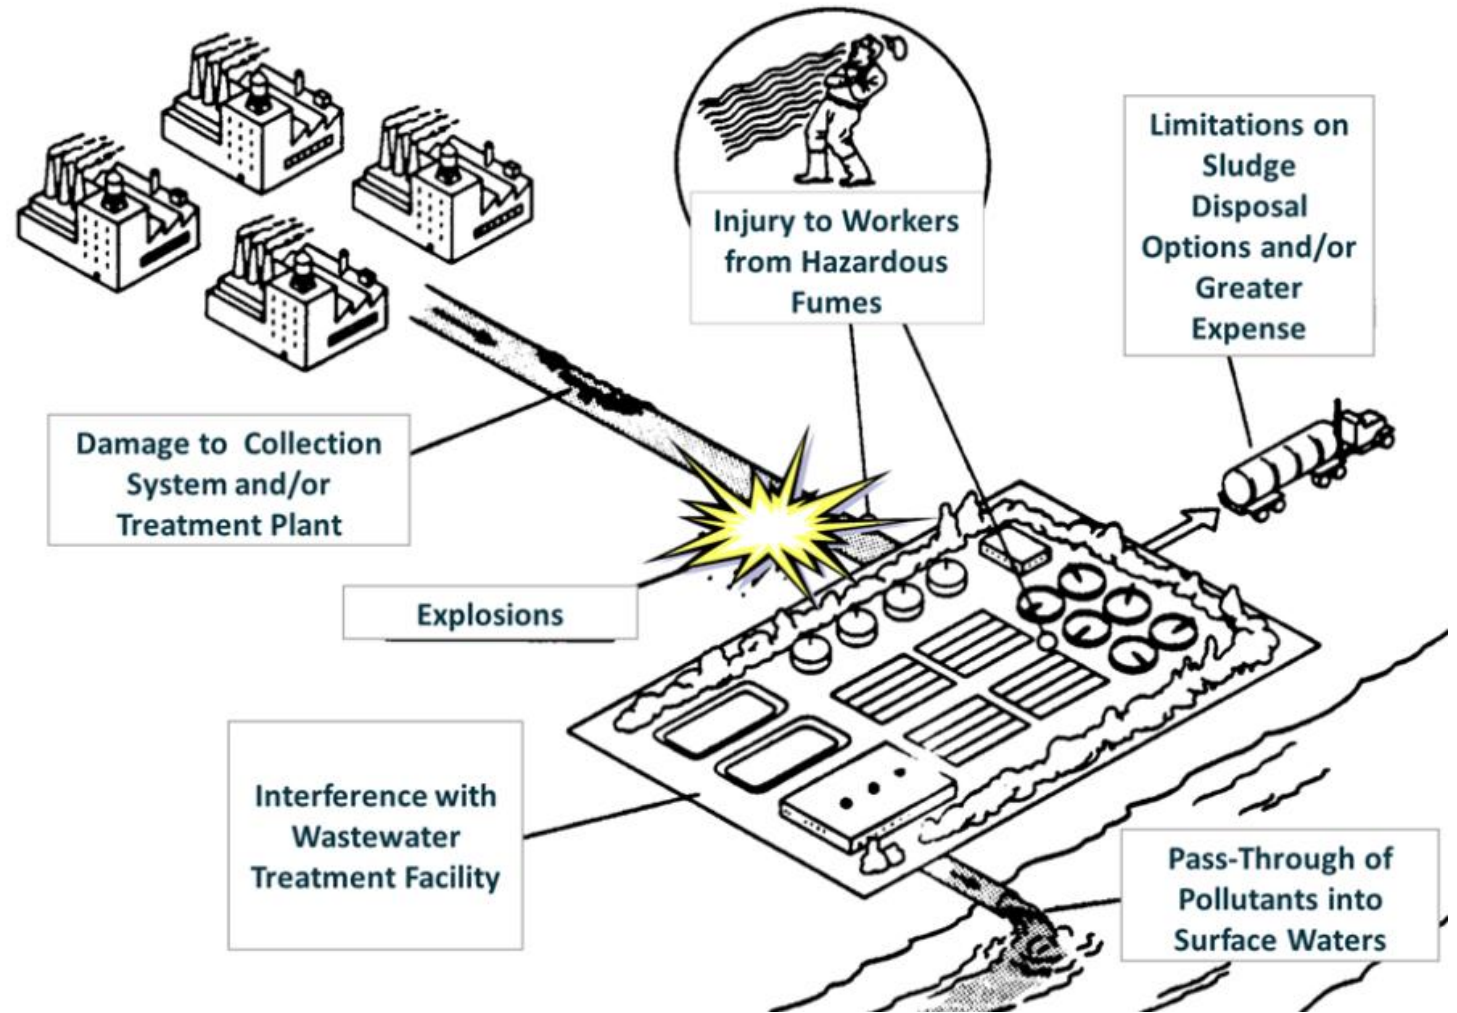 Injury to Workers
from Hazardous
Fumes
Limitations on
Sludge
Disposal
Options and/or
Greater
Expense
Damage to Collection
System and/or
Treatment Plant
Explosions
Interference with
Wastewater
Treatment Facility
Pass-Through of
Pollutants into
Surface Waters